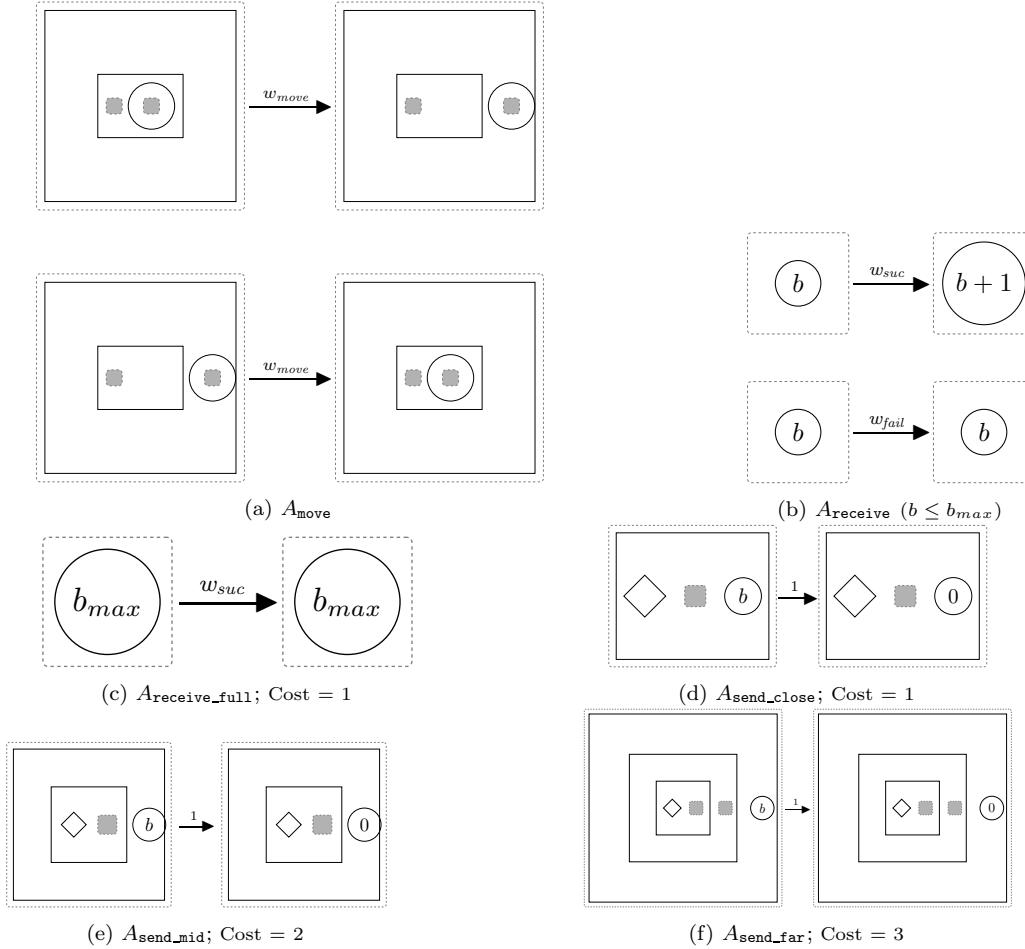 w_move
w_move
(a) A_move
b w_suc b + 1
b w_fail b
(b) A_receive (b ≤ b_max)
b_max w_suc b_max
(c) A_receive_full; Cost = 1
b 1 0
(d) A_send_close; Cost = 1
b 1 0
(e) A_send_mid; Cost = 2
b 1 0
(f) A_send_far; Cost = 3